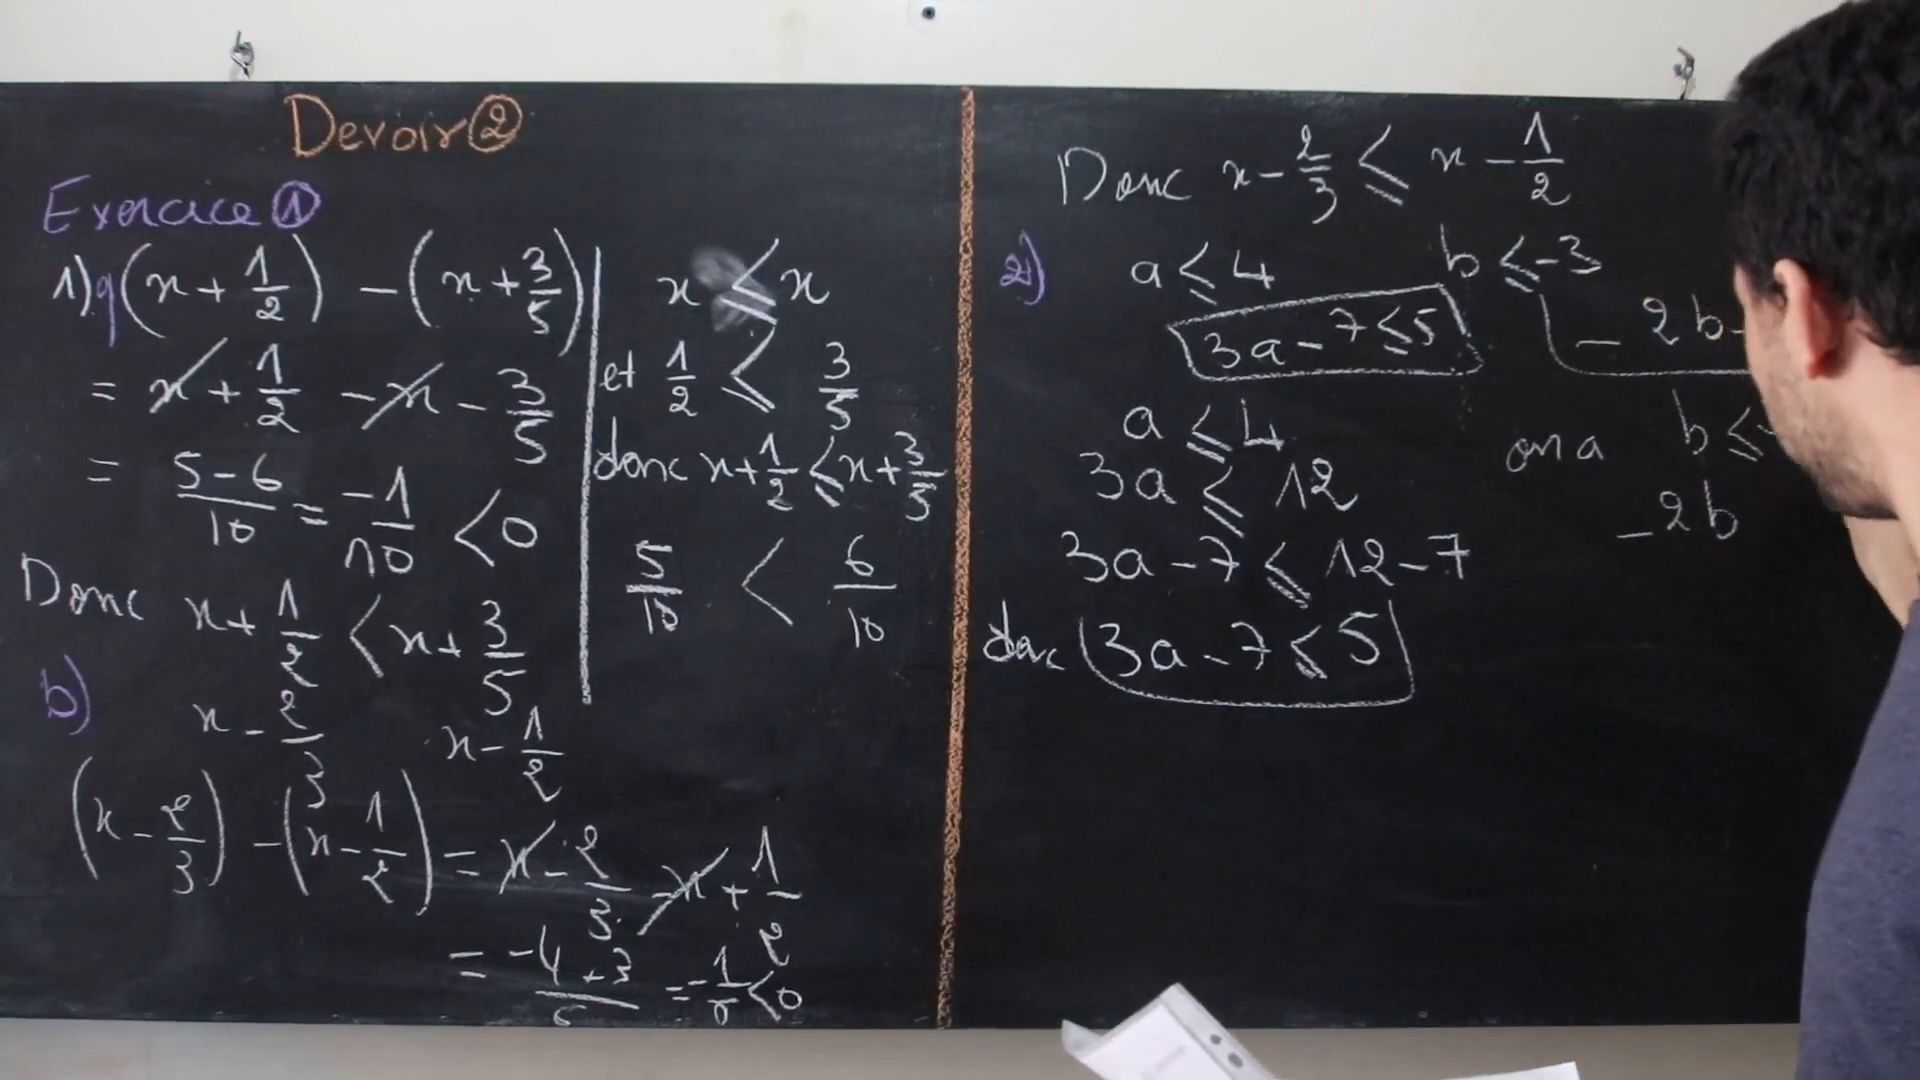 Devoir ②
Exercice ①
1) a) (x + 1/2) - (x + 3/5)
= x + 1/2 - x - 3/5
= 5-6/10 = -1/10 < 0
Donc x + 1/2 < x + 3/5
b) x - 2/3 x - 1/2
(x - 2/3) - (x - 1/2) = x - 2/3 - x + 1/2
= -4+3/6 = -1/6 < 0
x ≤ x
et 1/2 ≤ 3/5
donc x + 1/2 ≤ x + 3/5
5/10 < 6/10
Donc x - 2/3 ≤ x - 1/2
2) a ≤ 4 b ≤ -3
3a - 7 ≤ 5
a ≤ 4
3a ≤ 12
3a - 7 ≤ 12 - 7
donc 3a - 7 ≤ 5
- 2b -
on a b ≤ -
-2b